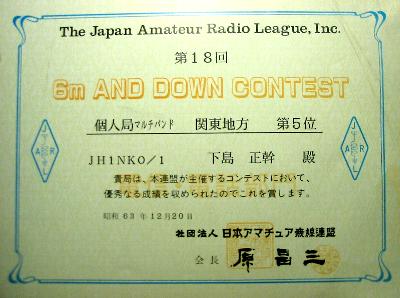 The Japan Amateur Radio League, Inc.
第18回
6m AND DOWN CONTEST
個人局マルチバンド 関東地方 第5位
JH1NKO/1 下島 正幹 殿
貴局は、本連盟が主催するコンテストにおいて、
優秀なる成績を収められたのでこれを賞します。
昭和63年12月20日
社団法人 日本アマチュア無線連盟
会長 原昌三
J A R L
J A R L